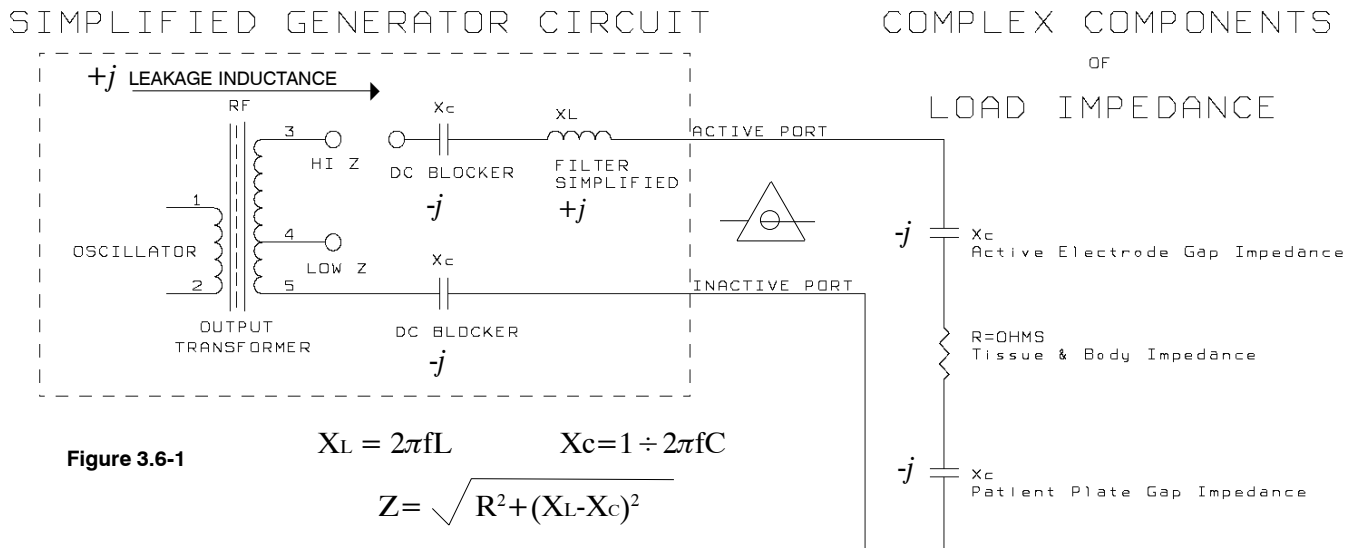 SIMPLIFIED GENERATOR CIRCUIT
COMPLEX COMPONENTS
OF
LOAD IMPEDANCE
+j LEAKAGE INDUCTANCE
RF
3
HI Z
Xc
DC BLOCKER
-j
XL
FILTER
SIMPLIFIED
+j
ACTIVE PORT
1
OSCILLATOR
2
4
LOW Z
5
Xc
DC BLOCKER
-j
INACTIVE PORT
OUTPUT
TRANSFORMER
-j Xc
Active Electrode Gap Impedance
R=OHMS
Tissue & Body Impedance
-j Xc
Patient Plate Gap Impedance
Figure 3.6-1
XL = 2πfL
Xc=1÷2πfC
Z= √R²+(XL-XC)²